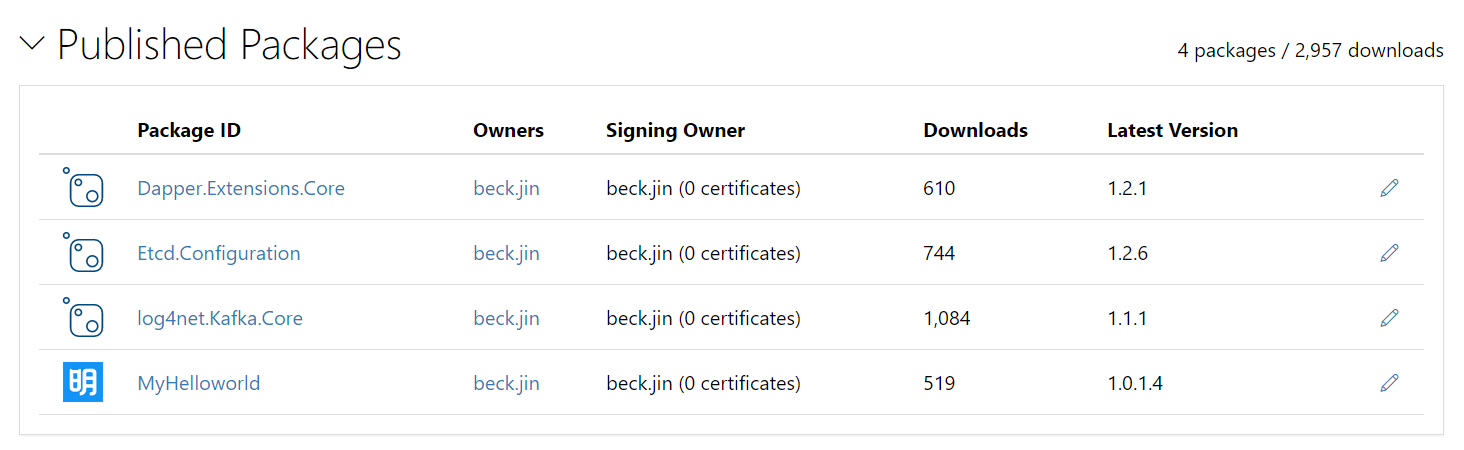 Published Packages
4 packages / 2,957 downloads
Package ID Owners Signing Owner Downloads Latest Version
Dapper.Extensions.Core beck.jin beck.jin (0 certificates) 610 1.2.1
Etcd.Configuration beck.jin beck.jin (0 certificates) 744 1.2.6
log4net.Kafka.Core beck.jin beck.jin (0 certificates) 1,084 1.1.1
明 MyHelloworld beck.jin beck.jin (0 certificates) 519 1.0.1.4